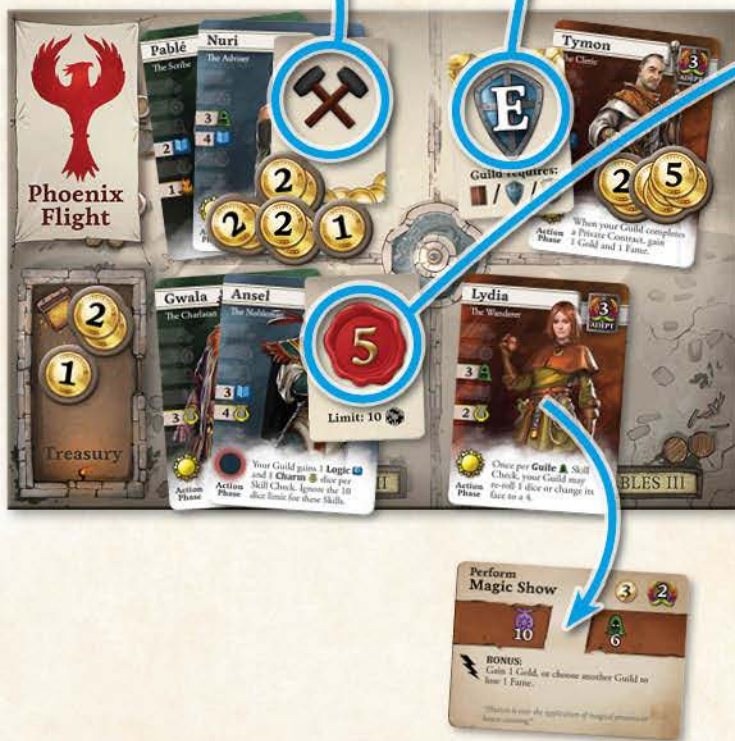 Phoenix
Flight
Pablé
The Scribe
2
1
Nuri
The Adviser
3
4
2
2
2
1
E
Guild requires:
/ /
Tymon
The Cleric
3
ADEPT
2 5
Action
Phase
When your Guild completes
a Private Contract, gain
1 Gold and 1 Fame.
2
1
Treasury
Gwala
The Charlatan
3
Action
Phase
Ansel
3
4
Action
Phase
Your Guild gains 1 Logic
and 1 Charm dice per
Skill Check. Ignore the 10
dice limit for these Skills.
5
Limit: 10
Lydia
The Wanderer
3
ADEPT
3
2
Action
Phase
Once per Guile Skill
Check, your Guild may
re-roll 1 dice or change its
face to a 4.
BLES III
Perform
Magic Show
3 2
10
6
BONUS:
Gain 1 Gold, or choose another Guild to
lose 1 Fame.